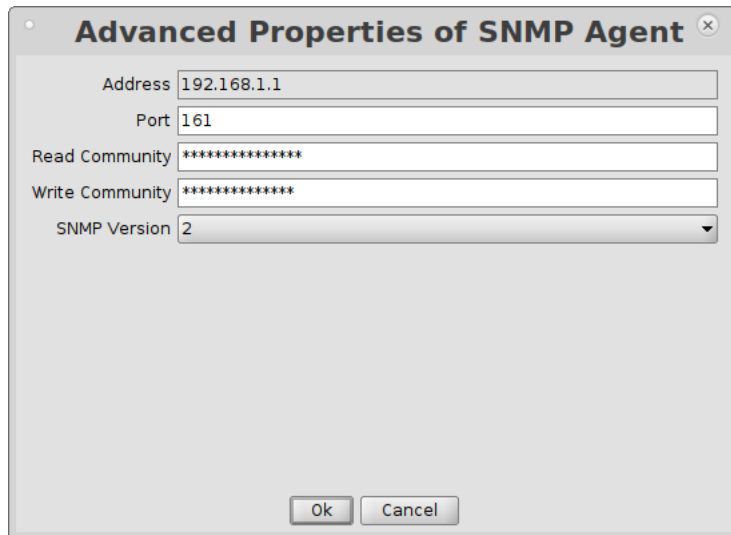 Advanced Properties of SNMP Agent
Address 192.168.1.1
Port 161
Read Community ***************
Write Community **************
SNMP Version 2
Ok Cancel